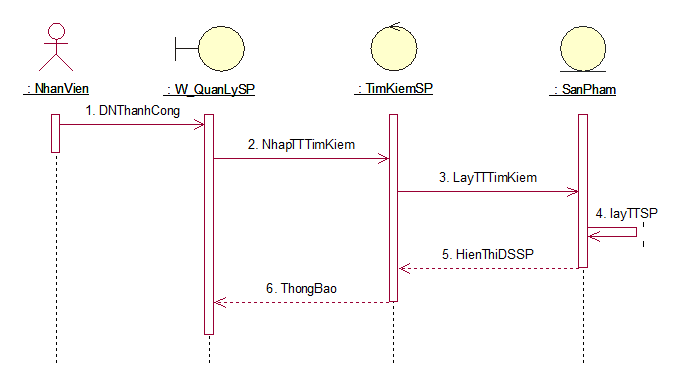 : NhanVien
: W_QuanLySP
: TimKiemSP
: SanPham
1. DNThanhCong
2. NhapTTTimKiem
3. LayTTTimKiem
4. layTTSP
5. HienThiDSSP
6. ThongBao